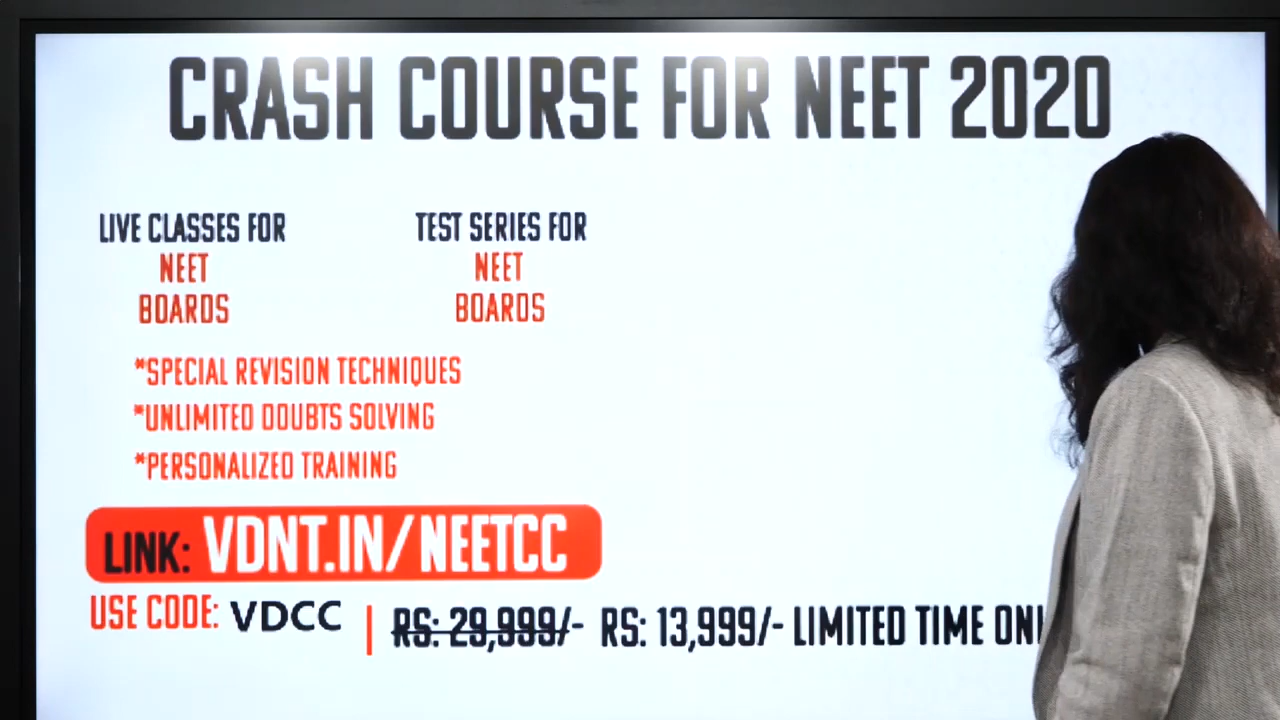 CRASH COURSE FOR NEET 2020
LIVE CLASSES FOR
NEET
BOARDS
TEST SERIES FOR
NEET
BOARDS
*SPECIAL REVISION TECHNIQUES
*UNLIMITED DOUBTS SOLVING
*PERSONALIZED TRAINING
LINK: VDNT.IN/NEETCC
USE CODE: VDCC | RS: 29,999/- RS: 13,999/- LIMITED TIME